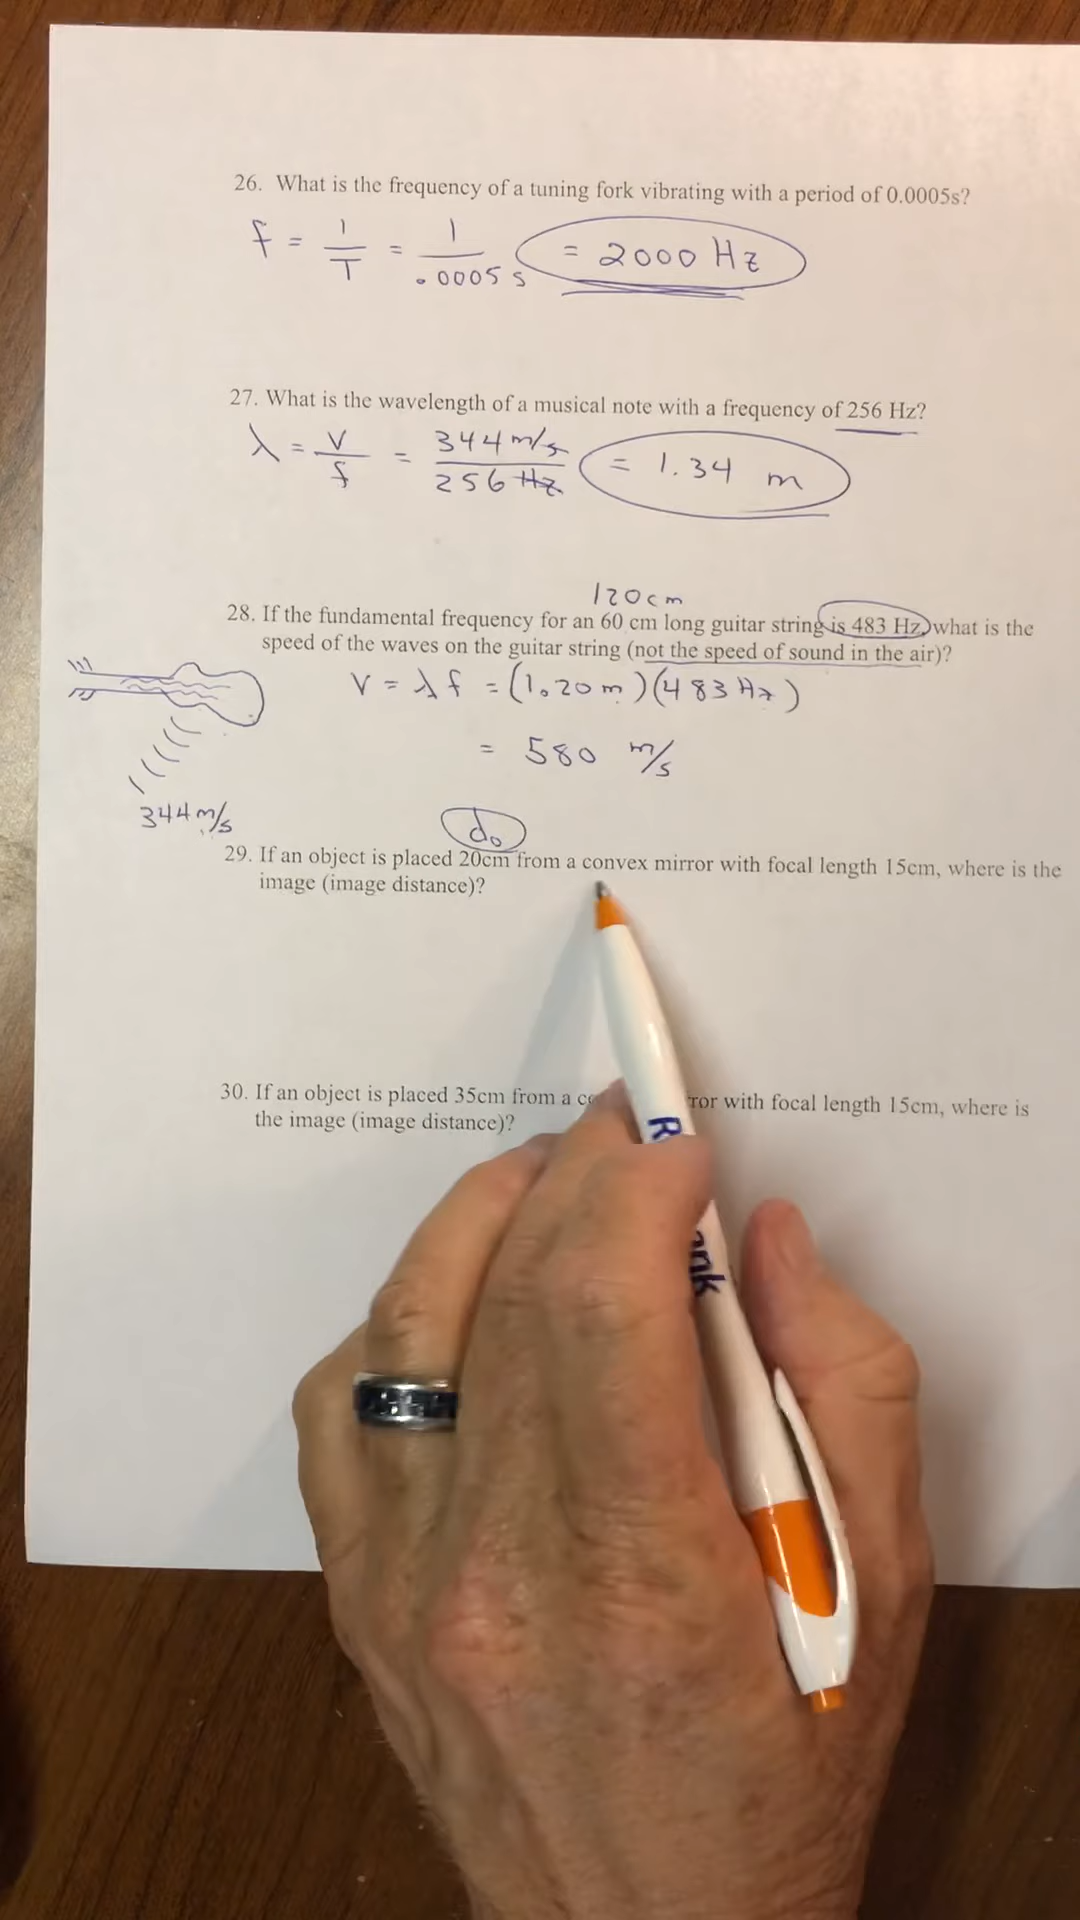 26. What is the frequency of a tuning fork vibrating with a period of 0.0005s?
f = 1/T = 1/.0005 s = 2000 Hz
27. What is the wavelength of a musical note with a frequency of 256 Hz?
λ = v/f = 344 m/s / 256 Hz = 1.34 m
120cm
28. If the fundamental frequency for an 60 cm long guitar string is 483 Hz, what is the
speed of the waves on the guitar string (not the speed of sound in the air)?
v = λ f = (1.20 m)(483 Hz)
= 580 m/s
344 m/s
do
29. If an object is placed 20cm from a convex mirror with focal length 15cm, where is the
image (image distance)?
30. If an object is placed 35cm from a with focal length 15cm, where is
the image (image distance)?